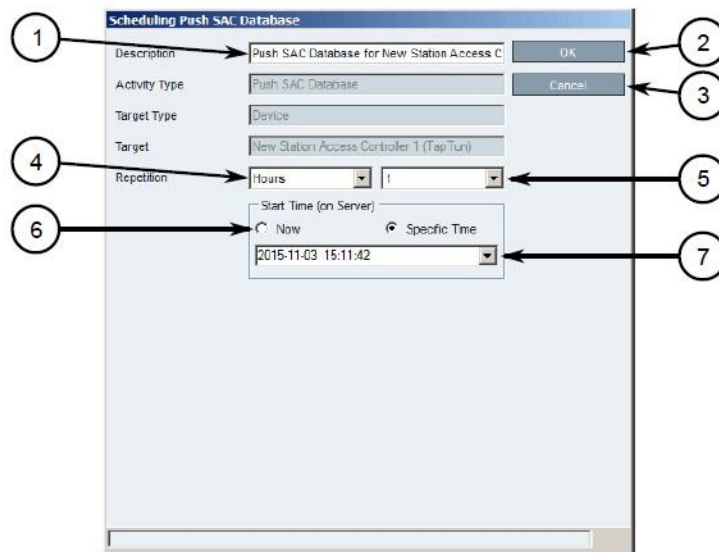 Scheduling Push SAC Database
1
Description
Push SAC Database for New Station Access C
OK
2
Activity Type
Push SAC Database
Cancel
3
Target Type
Device
Target
New Station Access Controller 1 (TapTun)
4
Repetition
Hours
1
5
Start Time (on Server)
6
Now
Specific Time
2015-11-03 15:11:42
7